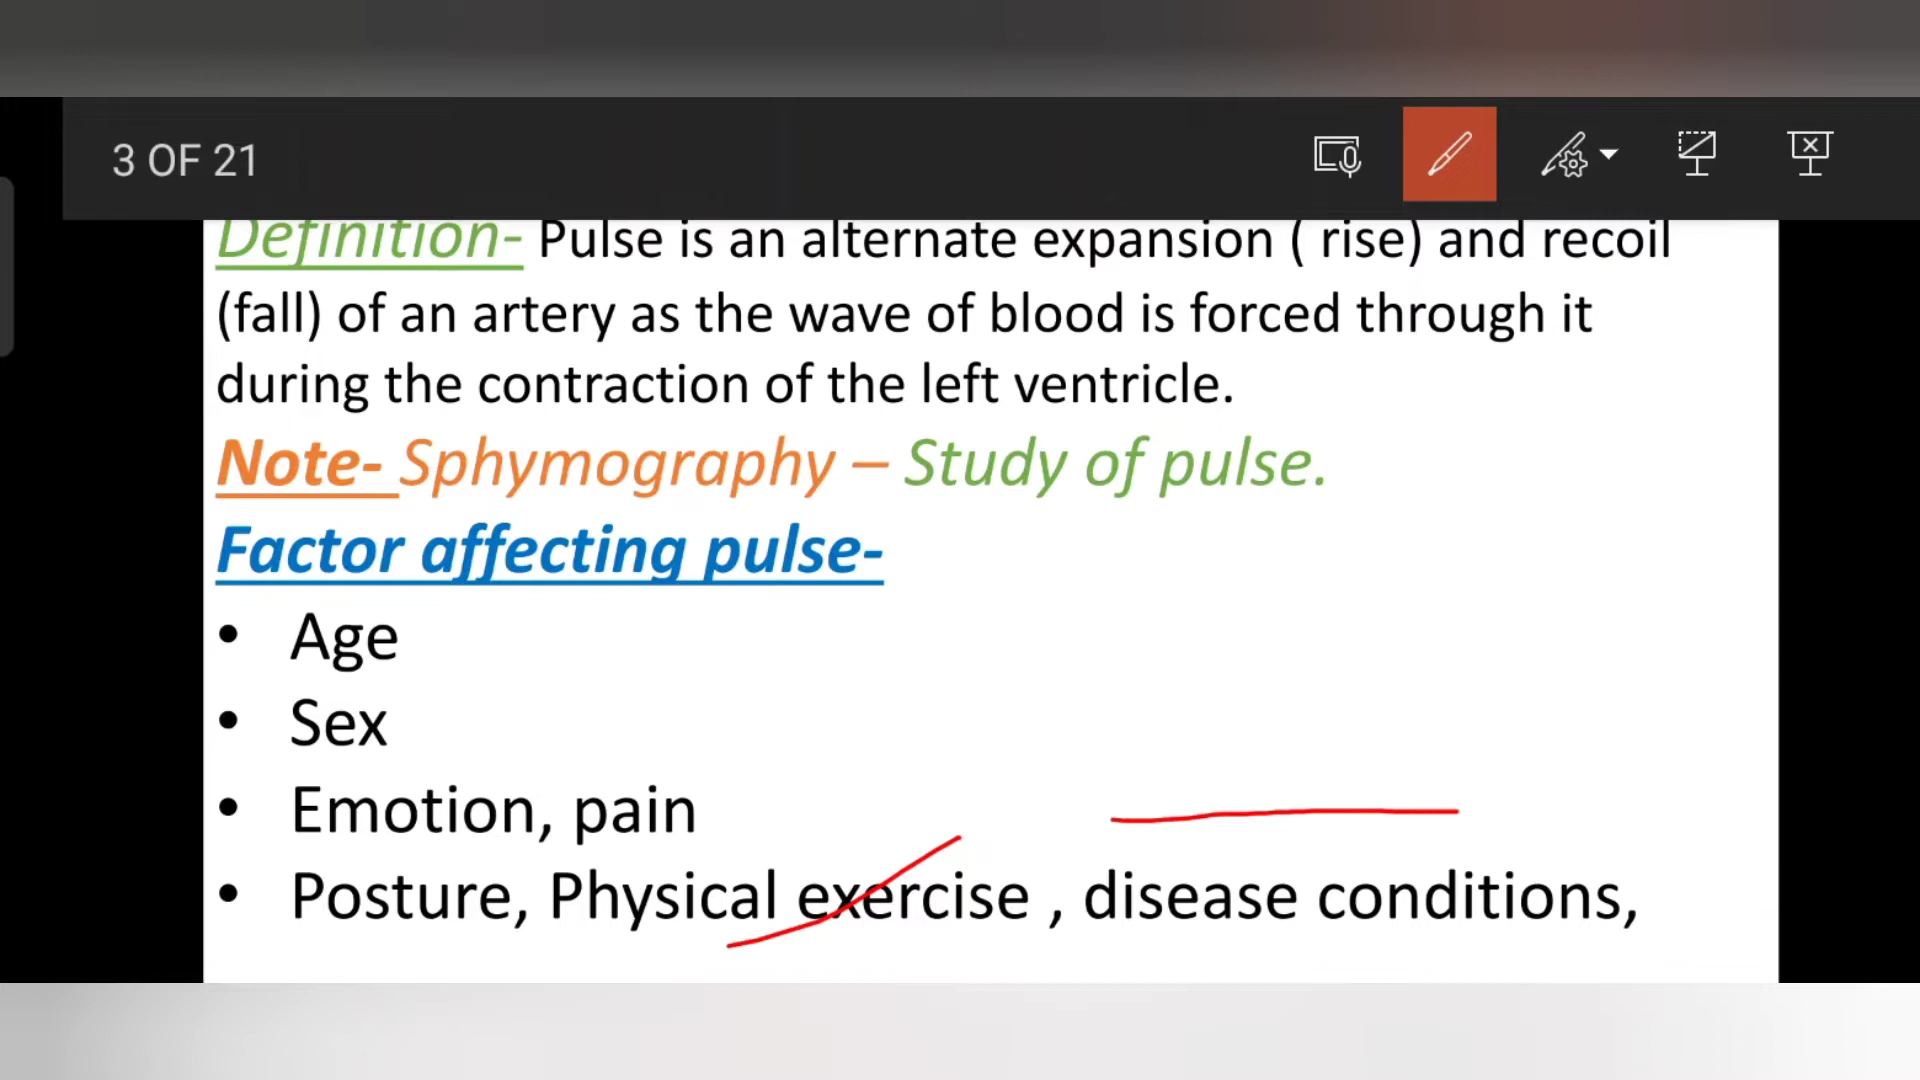 3 OF 21
Definition- Pulse is an alternate expansion ( rise) and recoil
(fall) of an artery as the wave of blood is forced through it
during the contraction of the left ventricle.
Note- Sphymography – Study of pulse.
Factor affecting pulse-
• Age
• Sex
• Emotion, pain
• Posture, Physical exercise , disease conditions,